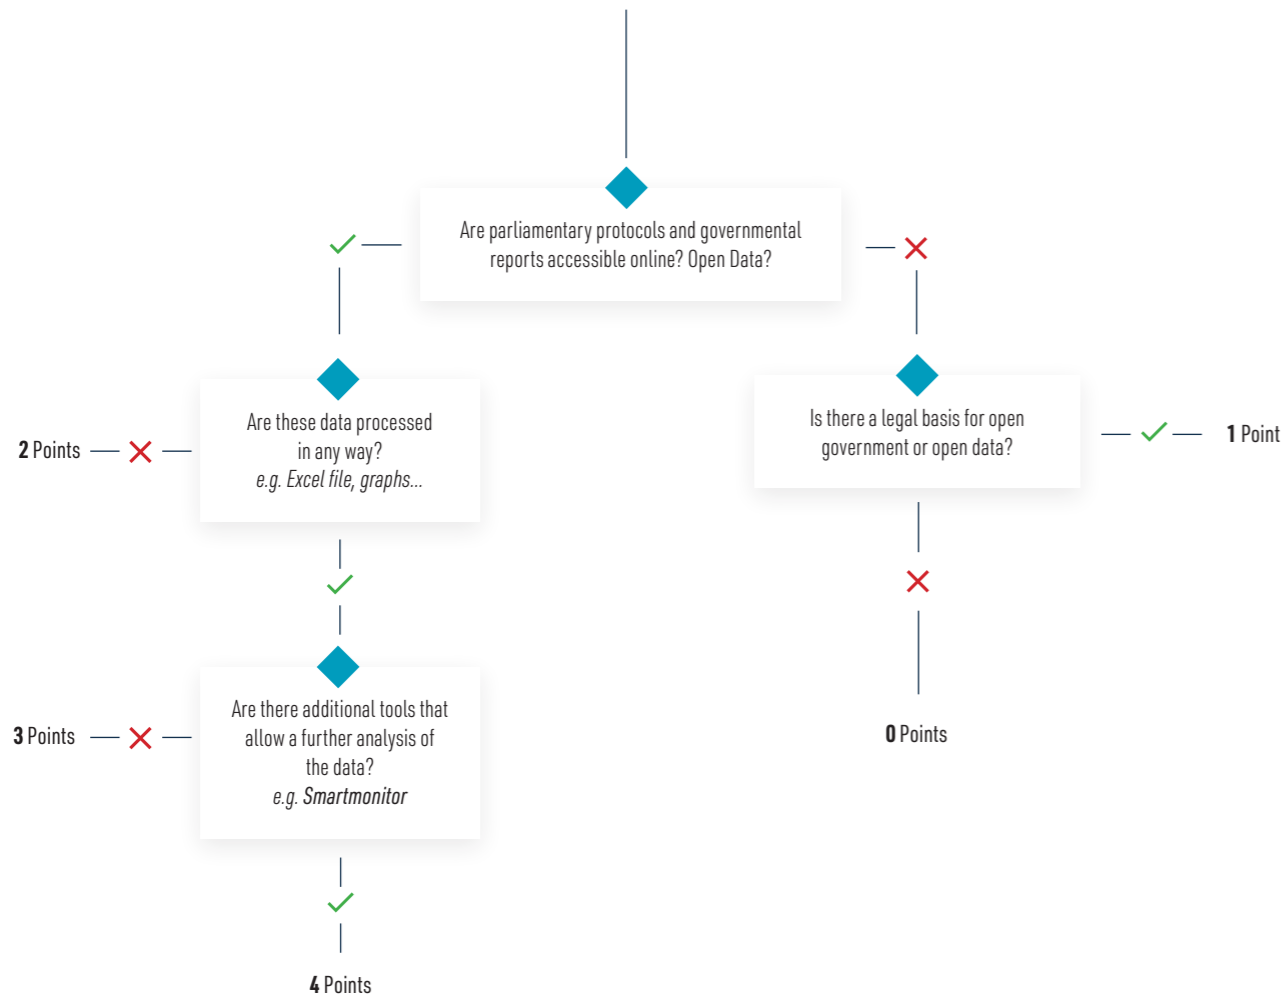 Are parliamentary protocols and governmental
reports accessible online? Open Data?
Are these data processed
in any way?
e.g. Excel file, graphs...
2 Points
Is there a legal basis for open
government or open data?
1 Point
Are there additional tools that
allow a further analysis of
the data?
e.g. Smartmonitor
3 Points
0 Points
4 Points